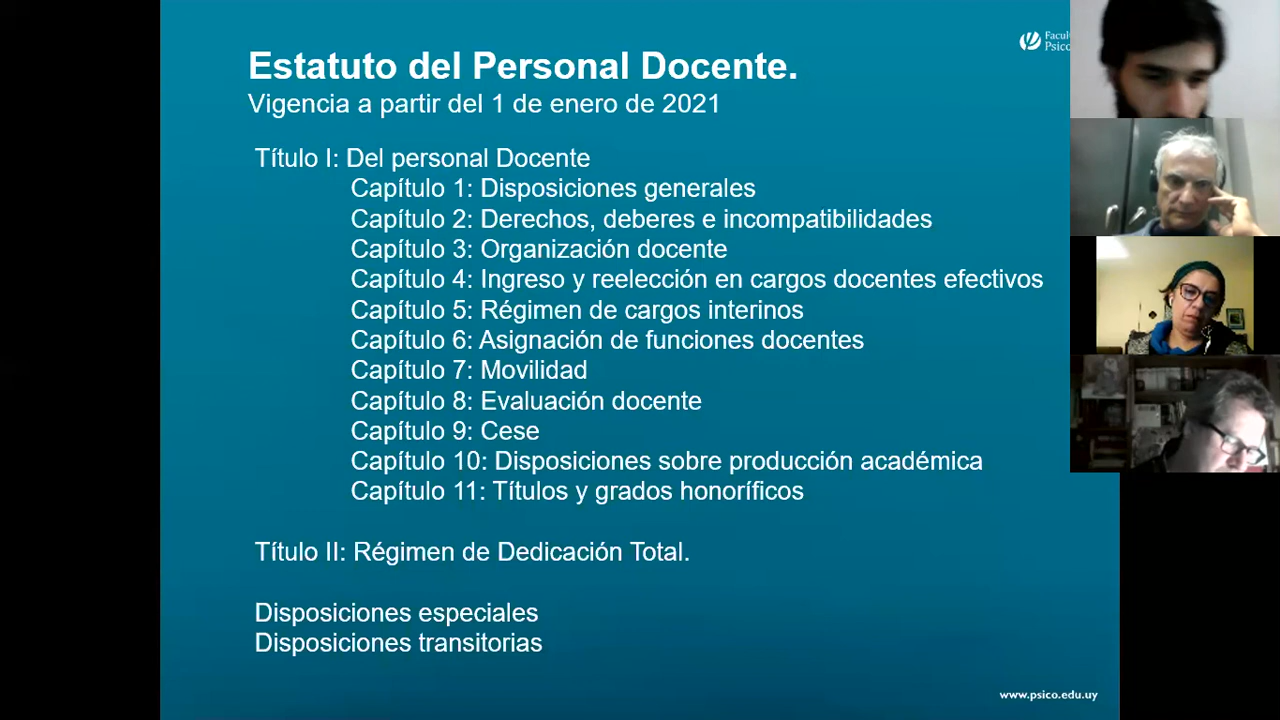 Estatuto del Personal Docente.
Vigencia a partir del 1 de enero de 2021
Título I: Del personal Docente
Capítulo 1: Disposiciones generales
Capítulo 2: Derechos, deberes e incompatibilidades
Capítulo 3: Organización docente
Capítulo 4: Ingreso y reelección en cargos docentes efectivos
Capítulo 5: Régimen de cargos interinos
Capítulo 6: Asignación de funciones docentes
Capítulo 7: Movilidad
Capítulo 8: Evaluación docente
Capítulo 9: Cese
Capítulo 10: Disposiciones sobre producción académica
Capítulo 11: Títulos y grados honoríficos
Título II: Régimen de Dedicación Total.
Disposiciones especiales
Disposiciones transitorias
www.psico.edu.uy